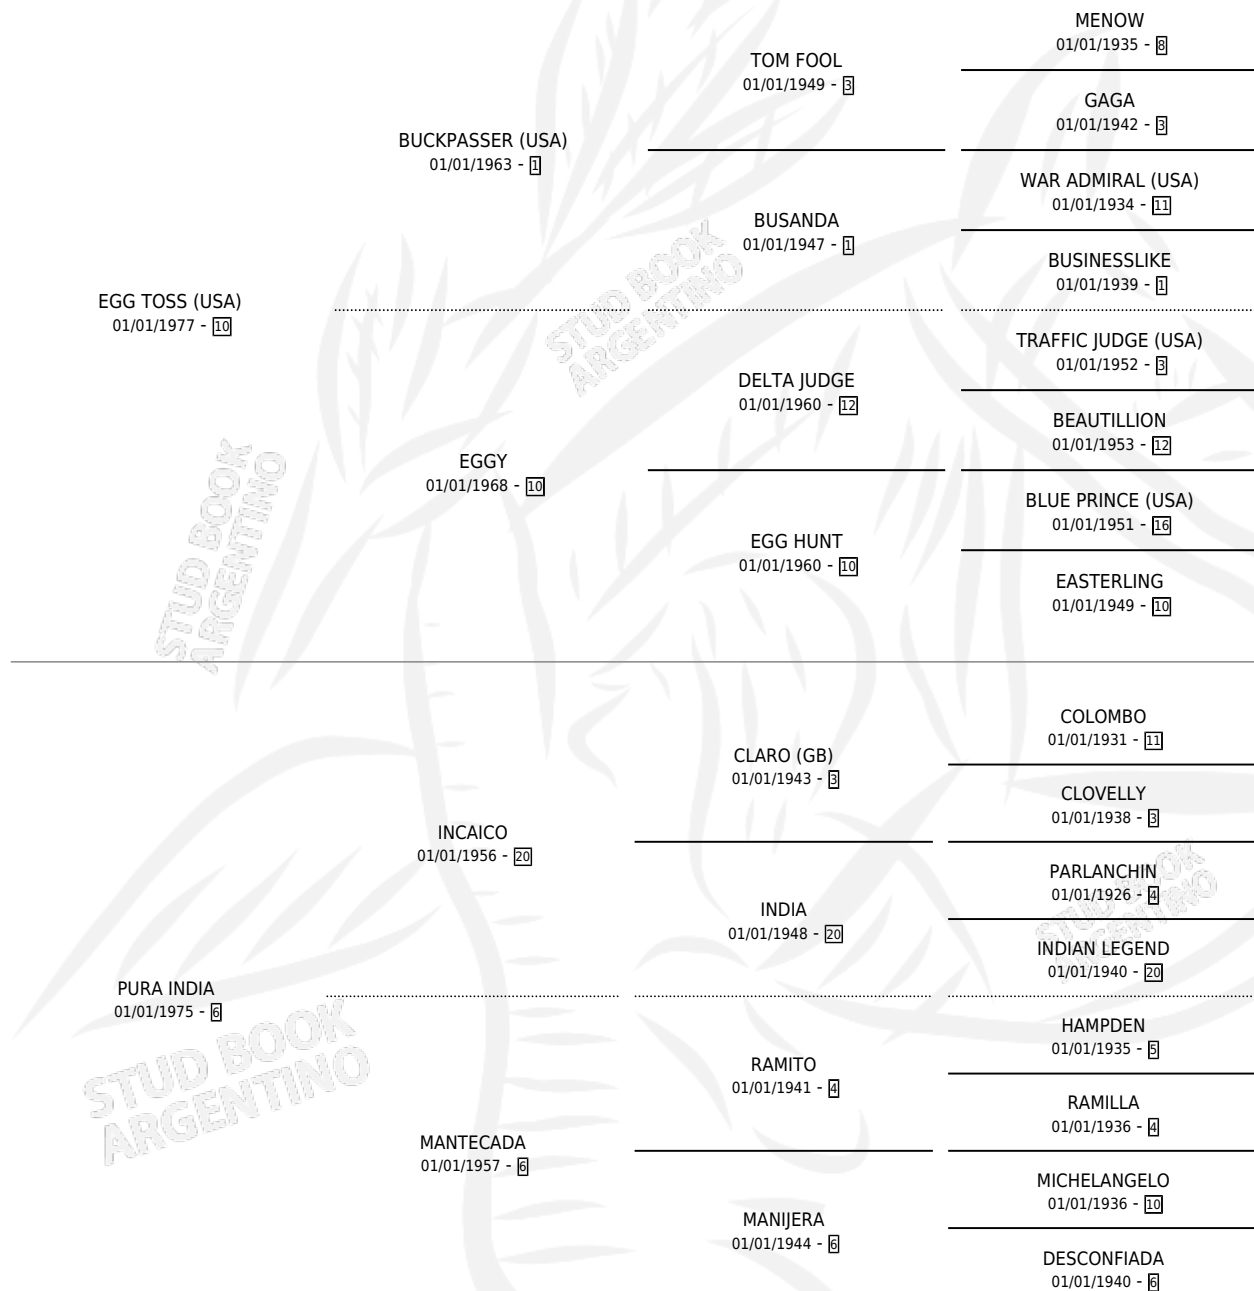 MENOW
01/01/1935 - 8
TOM FOOL
01/01/1949 - 3
GAGA
01/01/1942 - 3
BUCKPASSER (USA)
01/01/1963 - 1
WAR ADMIRAL (USA)
01/01/1934 - 11
BUSANDA
01/01/1947 - 1
BUSINESSLIKE
01/01/1939 - 1
EGG TOSS (USA)
01/01/1977 - 10
TRAFFIC JUDGE (USA)
01/01/1952 - 3
DELTA JUDGE
01/01/1960 - 12
BEAUTILLION
01/01/1953 - 12
EGGY
01/01/1968 - 10
BLUE PRINCE (USA)
01/01/1951 - 16
EGG HUNT
01/01/1960 - 10
EASTERLING
01/01/1949 - 10
COLOMBO
01/01/1931 - 11
CLARO (GB)
01/01/1943 - 3
CLOVELLY
01/01/1938 - 3
INCAICO
01/01/1956 - 20
PARLANCHIN
01/01/1926 - 4
INDIA
01/01/1948 - 20
INDIAN LEGEND
01/01/1940 - 20
PURA INDIA
01/01/1975 - 6
HAMPDEN
01/01/1935 - 5
RAMITO
01/01/1941 - 4
RAMILLA
01/01/1936 - 4
MANTECADA
01/01/1957 - 6
MICHELANGELO
01/01/1936 - 10
MANIJERA
01/01/1944 - 6
DESCONFIADA
01/01/1940 - 6
STUD BOOK
ARGENTINO
STUD BOOK
ARGENTINO
STUD BOOK
ARGENTINO
STUD BOOK
ARGENTINO